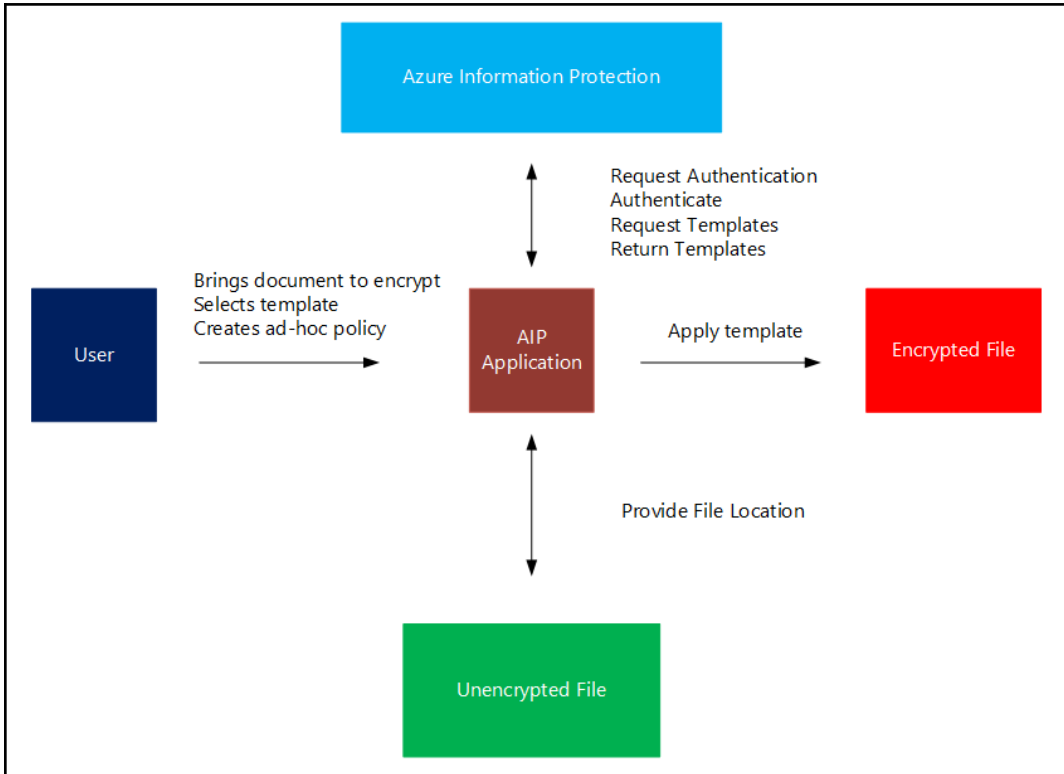 Azure Information Protection
Request Authentication
Authenticate
Request Templates
Return Templates
Brings document to encrypt
Selects template
Creates ad-hoc policy
User
AIP
Application
Apply template
Encrypted File
Provide File Location
Unencrypted File